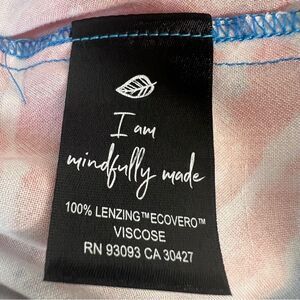 I am
mindfully made
100% LENZING™ECOVERO™
VISCOSE
RN 93093 CA 30427